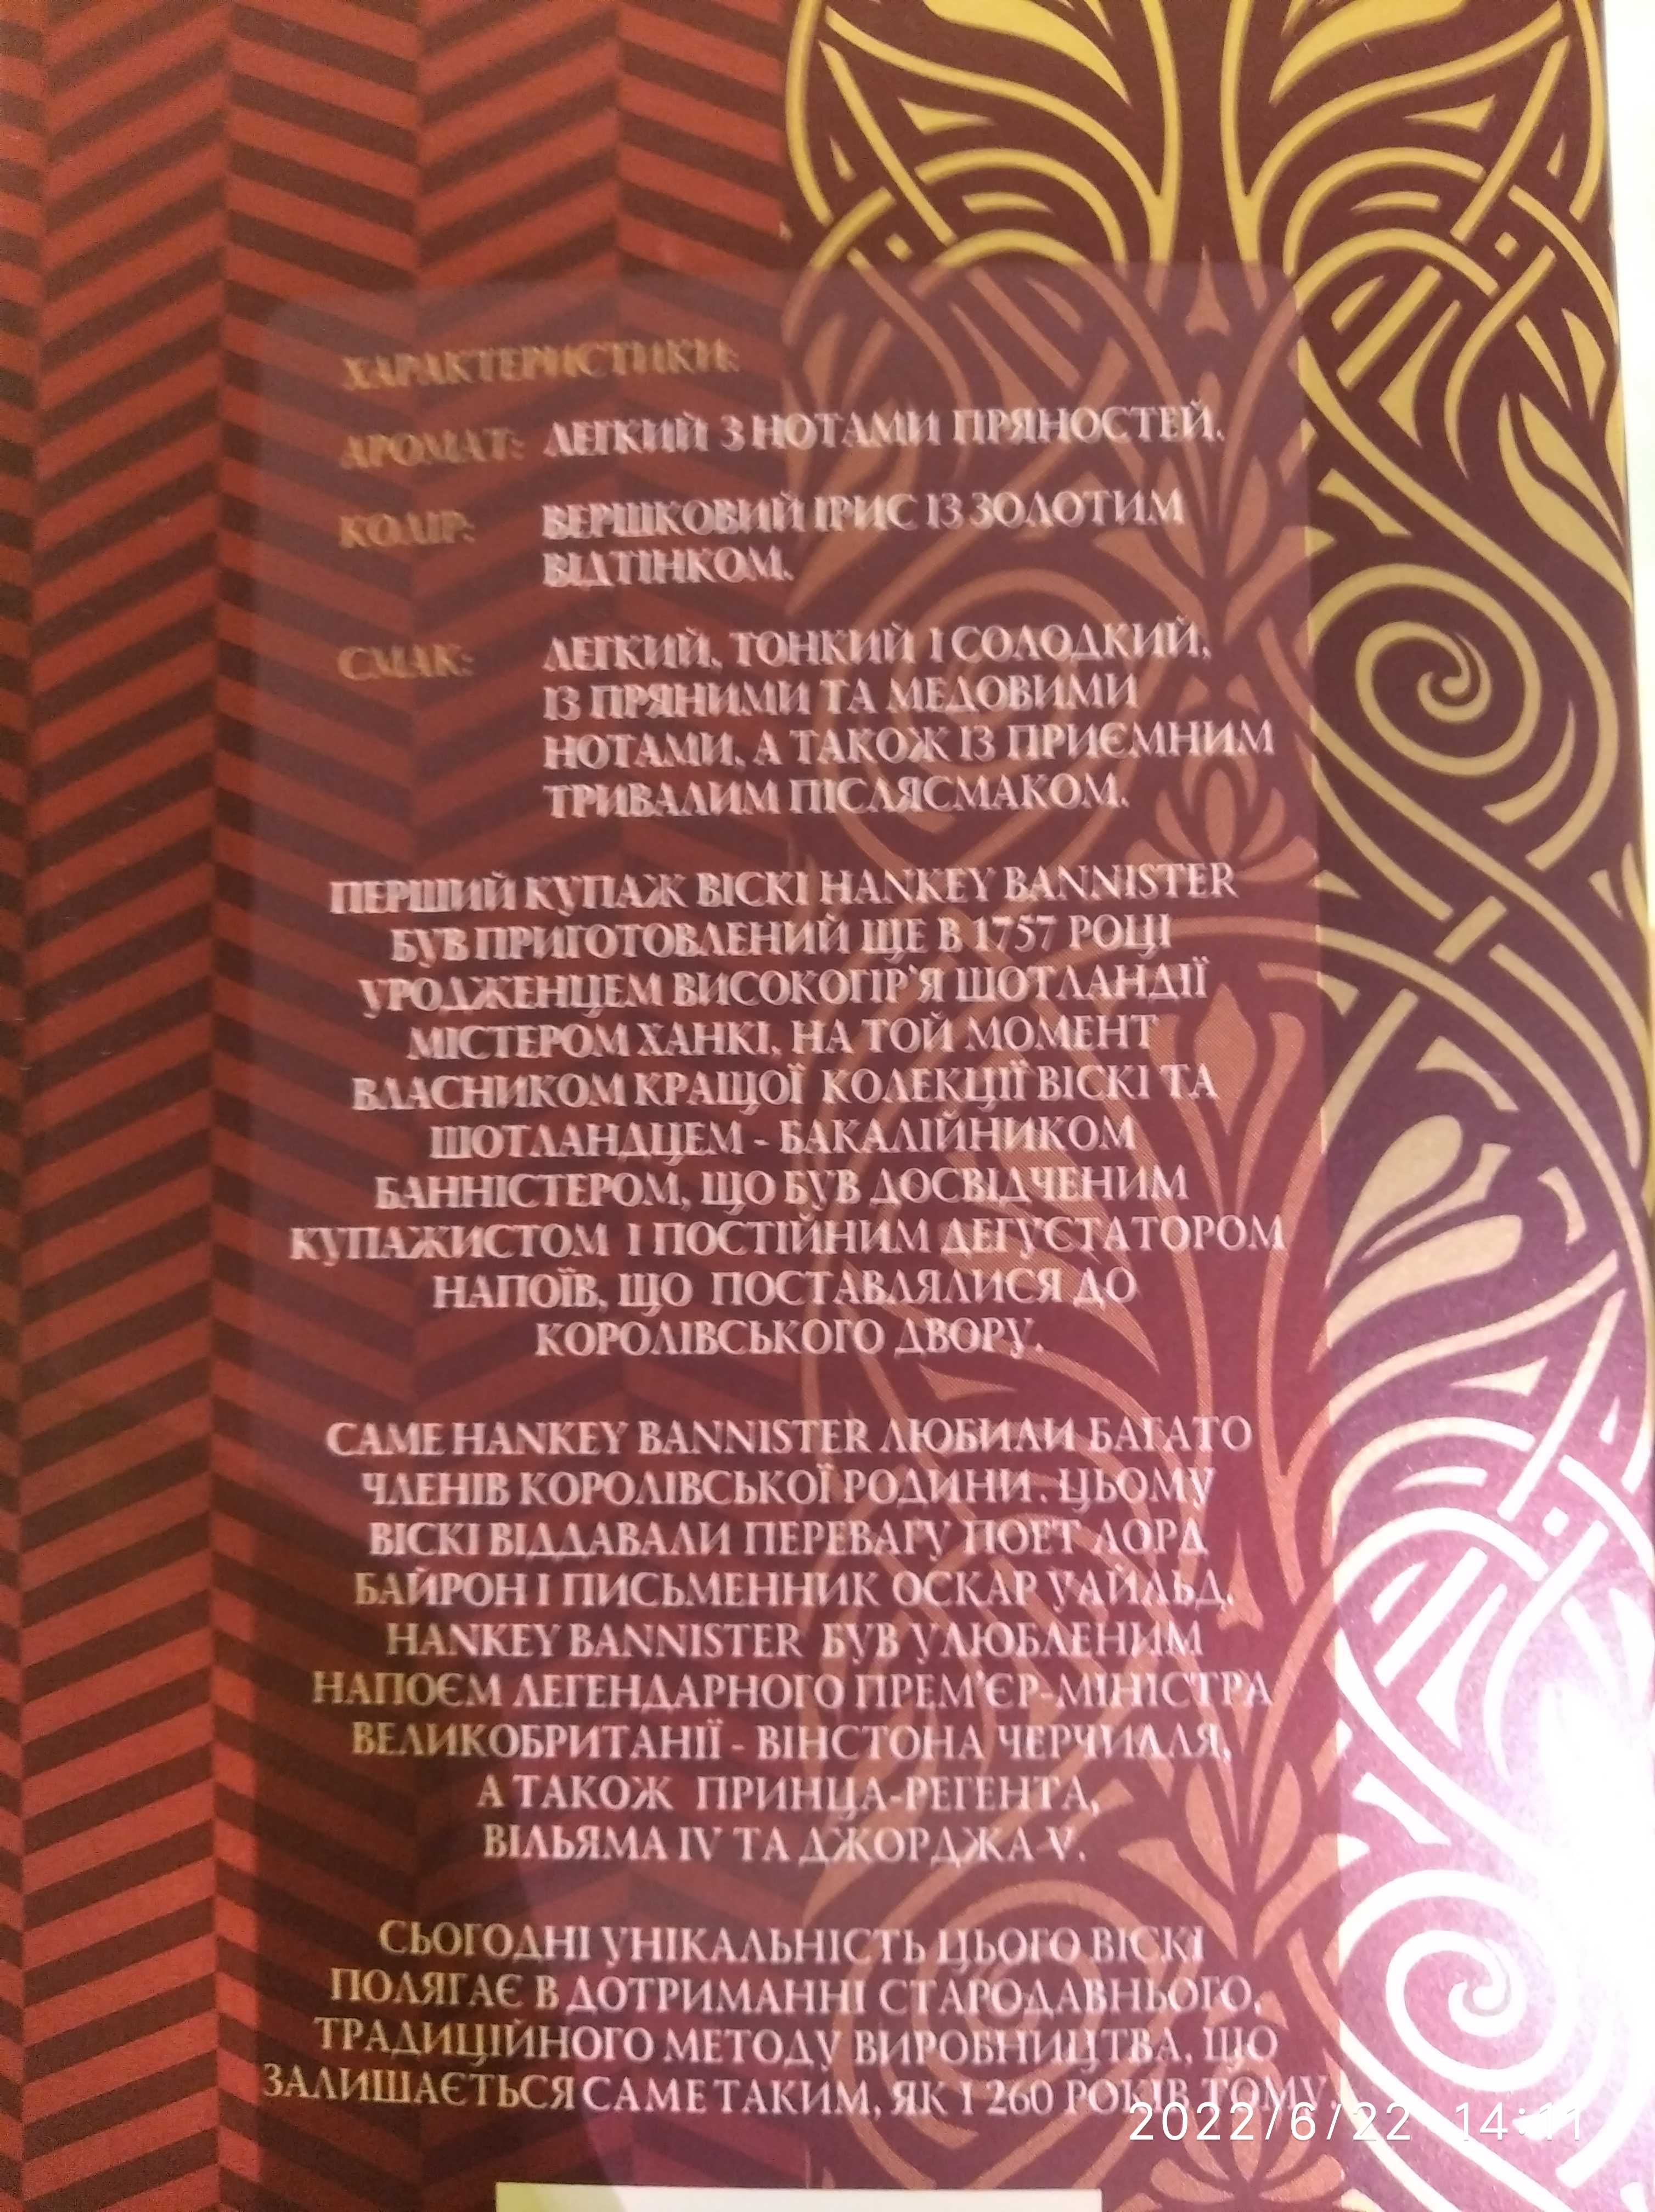 ХАРАКТЕРИСТИКИ:
АРОМАТ: ЛЕГКИЙ З НОТАМИ ПРЯНОСТЕЙ.
КОЛІР: ВЕРШКОВИЙ ІРИС ІЗ ЗОЛОТИМ
ВІДТІНКОМ.
СМАК: ЛЕГКИЙ, ТОНКИЙ І СОЛОДКИЙ,
ІЗ ПРЯНИМИ ТА МЕДОВИМИ
НОТАМИ, А ТАКОЖ ІЗ ПРИЄМНИМ
ТРИВАЛИМ ПІСЛЯСМАКОМ.
ПЕРШИЙ КУПАЖ ВІСКІ HANKEY BANNISTER
БУВ ПРИГОТОВЛЕНИЙ ЩЕ В 1757 РОЦІ
УРОДЖЕНЦЕМ ВИСОКОГІР'Я ШОТЛАНДІЇ
МІСТЕРОМ ХАНКІ, НА ТОЙ МОМЕНТ
ВЛАСНИКОМ КРАЩОЇ КОЛЕКЦІЇ ВІСКІ ТА
ШОТЛАНДЦЕМ - БАКАЛІЙНИКОМ
БАННІСТЕРОМ, ЩО БУВ ДОСВІДЧЕНИМ
КУПАЖИСТОМ І ПОСТІЙНИМ ДЕГУСТАТОРОМ
НАПОЇВ, ЩО ПОСТАВЛЯЛИСЯ ДО
КОРОЛІВСЬКОГО ДВОРУ.
САМЕ HANKEY BANNISTER ЛЮБИЛИ БАГАТО
ЧЛЕНІВ КОРОЛІВСЬКОЇ РОДИНИ. ЦЬОМУ
ВІСКІ ВІДДАВАЛИ ПЕРЕВАГУ ПОЕТ ЛОРД
БАЙРОН І ПИСЬМЕННИК ОСКАР УАЙЛЬД.
HANKEY BANNISTER БУВ УЛЮБЛЕНИМ
НАПОЄМ ЛЕГЕНДАРНОГО ПРЕМ'ЄР-МІНІСТРА
ВЕЛИКОБРИТАНІЇ - ВІНСТОНА ЧЕРЧИЛЛЯ,
А ТАКОЖ ПРИНЦА-РЕГЕНТА,
ВІЛЬЯМА IV ТА ДЖОРДЖА V.
СЬОГОДНІ УНІКАЛЬНІСТЬ ЦЬОГО ВІСКІ
ПОЛЯГАЄ В ДОТРИМАННІ СТАРОДАВНЬОГО,
ТРАДИЦІЙНОГО МЕТОДУ ВИРОБНИЦТВА, ЩО
ЗАЛИШАЄТЬСЯ САМЕ ТАКИМ, ЯК І 260 РОКІВ ТОМУ.
2022/6/22 14:11